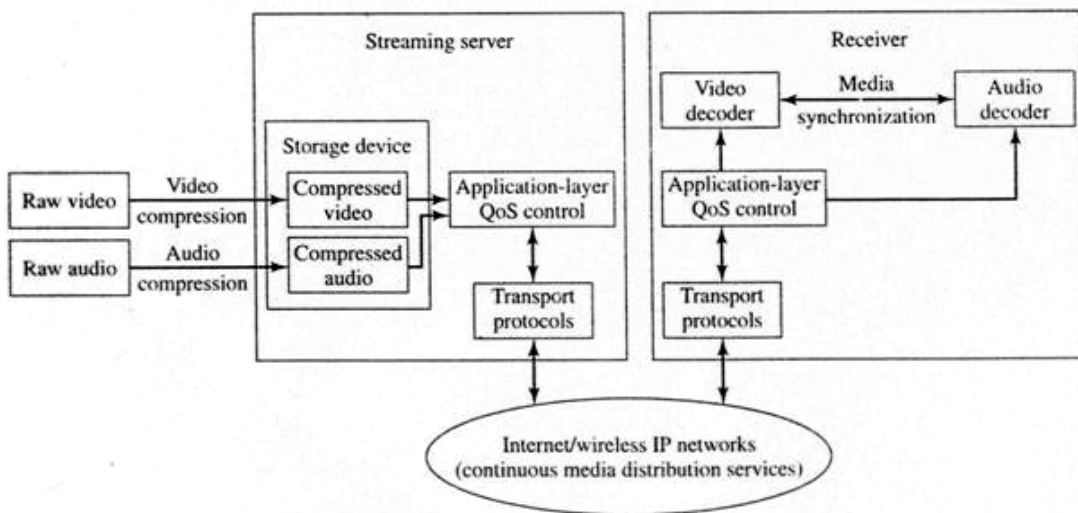 Streaming server
Receiver
Video
decoder
Media
synchronization
Audio
decoder
Storage device
Raw video
Video
compression
Compressed
video
Application-layer
QoS control
Application-layer
QoS control
Raw audio
Audio
compression
Compressed
audio
Transport
protocols
Transport
protocols
Internet/wireless IP networks
(continuous media distribution services)